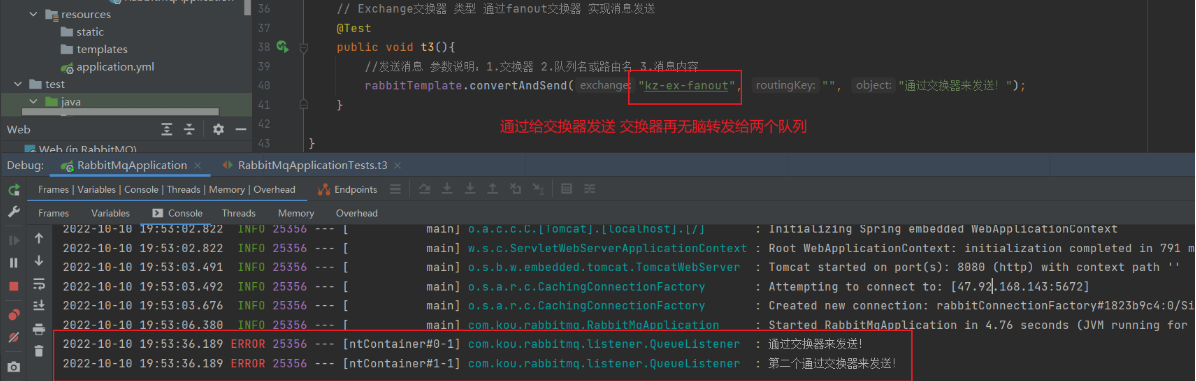 RabbitMqApplication
resources
static
templates
application.yml
test
java
Web
Web (in RabbitMQ)
36 // Exchange交换器 类型 通过fanout交换器 实现消息发送
37 @Test
38 public void t3(){
39 //发送消息 参数说明：1.交换器 2.队列名或路由名 3.消息内容
40 rabbitTemplate.convertAndSend( exchange: "kz-ex-fanout", routingKey: "", object: "通过交换器来发送！");
41 }
42
通过给交换器发送 交换器再无脑转发给两个队列
43 }
Debug: RabbitMqApplication × RabbitMqApplicationTests.t3 ×
Frames | Variables | Console | Threads | Memory | Overhead Endpoints
Frames Variables Console Threads Memory Overhead
2022-10-10 19:53:02.822 INFO 25356 --- [ main] o.a.c.c.C.[Tomcat].[localhost].[/] : Initializing Spring embedded WebApplicationContext
2022-10-10 19:53:02.822 INFO 25356 --- [ main] w.s.c.ServletWebServerApplicationContext : Root WebApplicationContext: initialization completed in 791 m
2022-10-10 19:53:03.491 INFO 25356 --- [ main] o.s.b.w.embedded.tomcat.TomcatWebServer : Tomcat started on port(s): 8080 (http) with context path ''
2022-10-10 19:53:03.492 INFO 25356 --- [ main] o.s.a.r.c.CachingConnectionFactory : Attempting to connect to: [47.92.168.143:5672]
2022-10-10 19:53:03.676 INFO 25356 --- [ main] o.s.a.r.c.CachingConnectionFactory : Created new connection: rabbitConnectionFactory#1823b9c4:0/Si
2022-10-10 19:53:06.380 INFO 25356 --- [ main] com.kou.rabbitmq.RabbitMqApplication : Started RabbitMqApplication in 4.76 seconds (JVM running for
2022-10-10 19:53:36.189 ERROR 25356 --- [ntContainer#0-1] com.kou.rabbitmq.listener.QueueListener : 通过交换器来发送！
2022-10-10 19:53:36.189 ERROR 25356 --- [ntContainer#1-1] com.kou.rabbitmq.listener.QueueListener : 第二个通过交换器来发送！